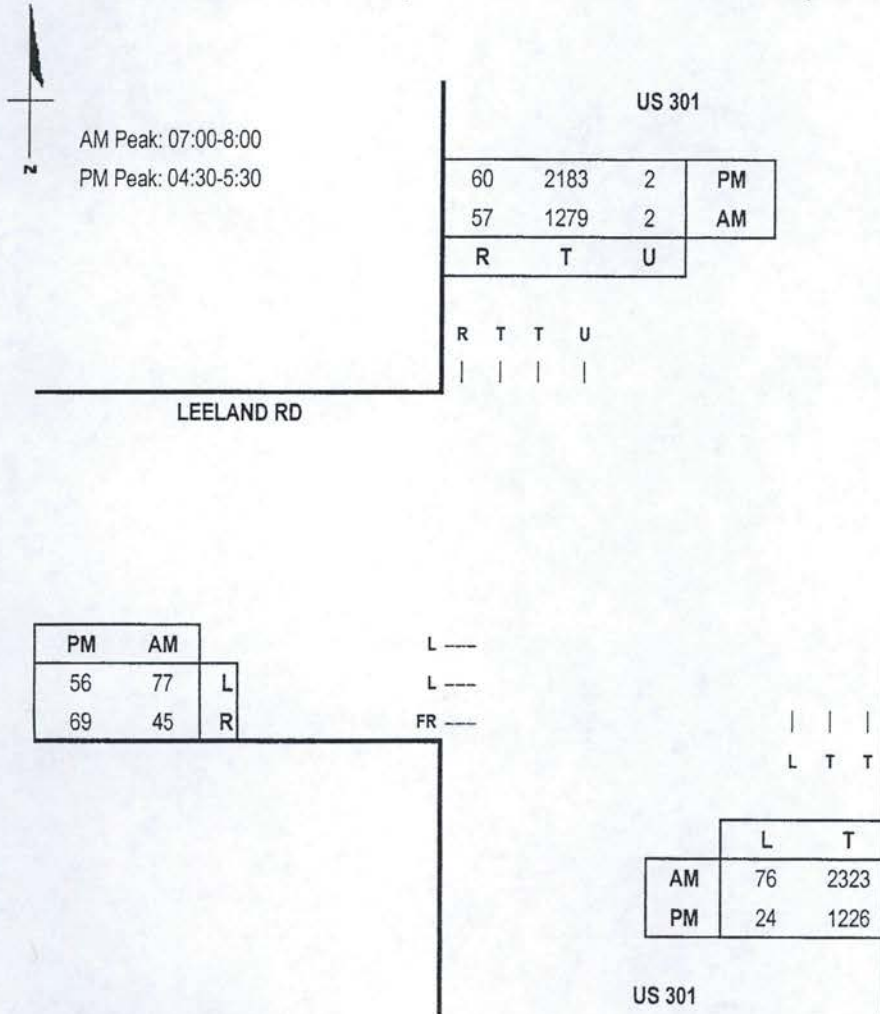 US 301
AM Peak: 07:00-8:00
PM Peak: 04:30-5:30
N
60 2183 2 PM
57 1279 2 AM
R T U
R T T U
LEELAND RD
PM AM
56 77 L
69 45 R
L
L
FR
L T T
L T
AM 76 2323
PM 24 1226
US 301